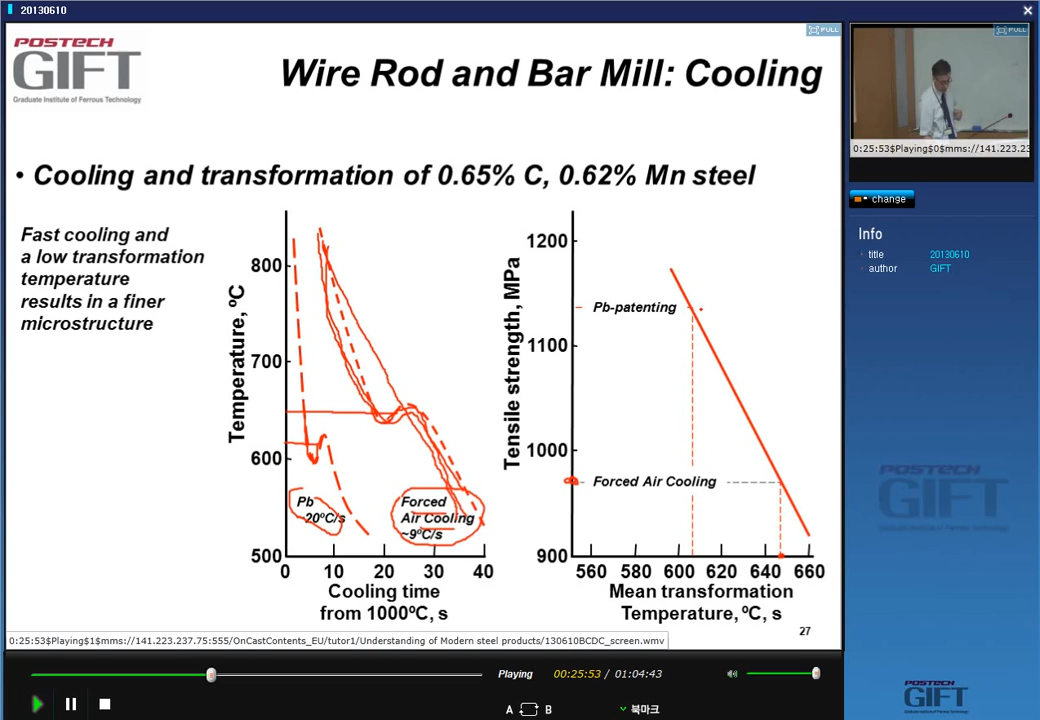 20130610
POSTECH
GIFT
Graduate Institute of Ferrous Technology
Wire Rod and Bar Mill: Cooling
FULL
FULL
0:25:53$Playing$0$mms://141.223.23
change
Info
title 20130610
author GIFT
• Cooling and transformation of 0.65% C, 0.62% Mn steel
Fast cooling and
a low transformation
temperature
results in a finer
microstructure
Temperature, ºC
800
700
600
500
0 10 20 30 40
Cooling time
from 1000ºC, s
Pb
~20ºC/s
Forced
Air Cooling
~9ºC/s
Tensile strength, MPa
1200
1100
1000
900
560 580 600 620 640 660
Mean transformation
Temperature, ºC, s
Pb-patenting
Forced Air Cooling
27
POSTECH
GIFT
0:25:53$Playing$1$mms://141.223.237.75:555/OnCastContents_EU/tutor1/Understanding of Modern steel products/130610BCDC_screen.wmv
Playing 00:25:53 / 01:04:43
A B 북마크
POSTECH
GIFT